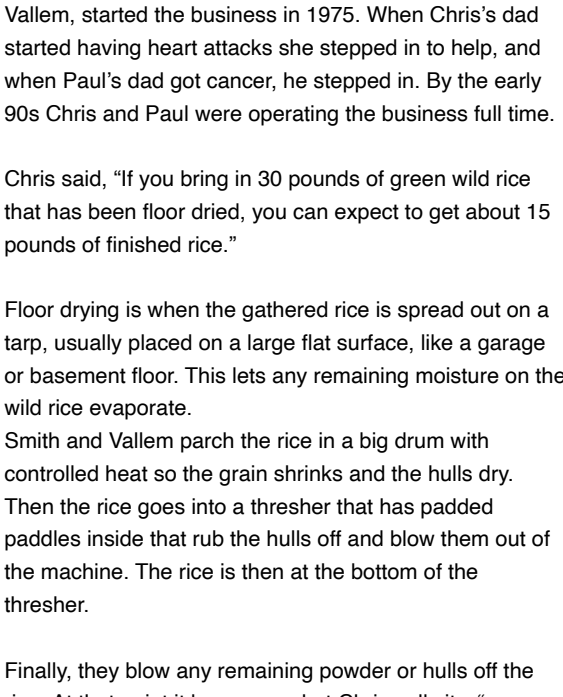 Vallem, started the business in 1975. When Chris’s dad
started having heart attacks she stepped in to help, and
when Paul’s dad got cancer, he stepped in. By the early
90s Chris and Paul were operating the business full time.
Chris said, “If you bring in 30 pounds of green wild rice
that has been floor dried, you can expect to get about 15
pounds of finished rice.”
Floor drying is when the gathered rice is spread out on a
tarp, usually placed on a large flat surface, like a garage
or basement floor. This lets any remaining moisture on the
wild rice evaporate.
Smith and Vallem parch the rice in a big drum with
controlled heat so the grain shrinks and the hulls dry.
Then the rice goes into a thresher that has padded
paddles inside that rub the hulls off and blow them out of
the machine. The rice is then at the bottom of the
thresher.
Finally, they blow any remaining powder or hulls off the